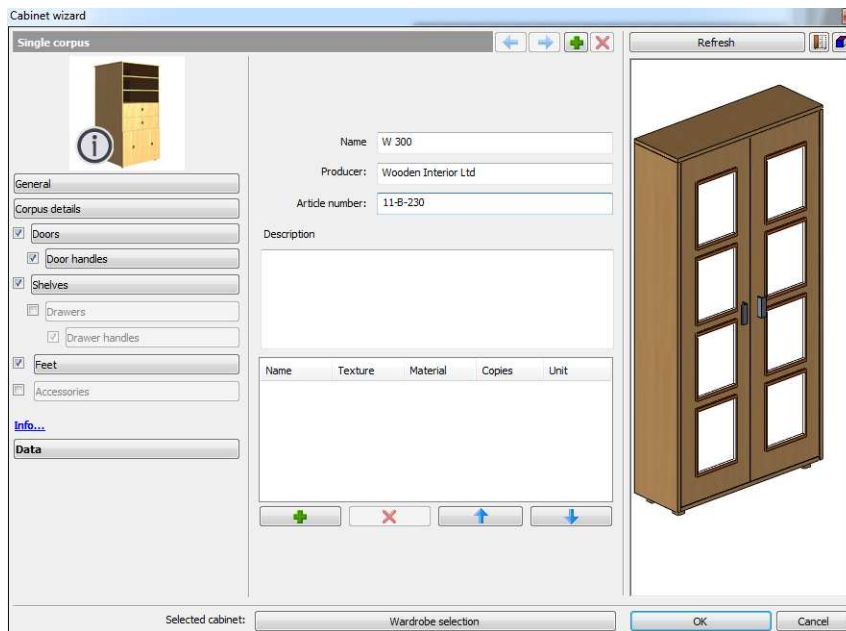 Cabinet wizard
Single corpus
Refresh
General
Corpus details
Doors
Door handles
Shelves
Drawers
Drawer handles
Feet
Accessories
Info...
Data
Name W 300
Producer: Wooden Interior Ltd
Article number: 11-B-230
Description
Name Texture Material Copies Unit
Selected cabinet: Wardrobe selection OK Cancel